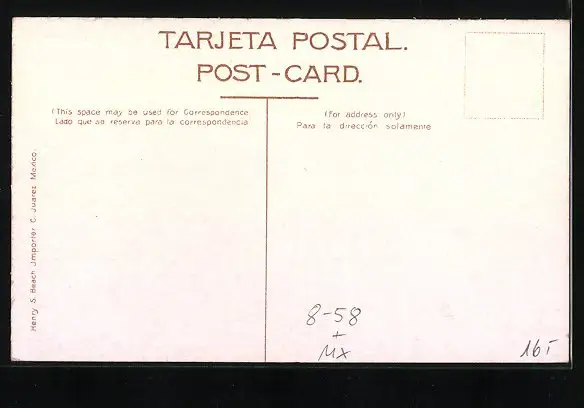 TARJETA POSTAL.
POST-CARD.
(This space may be used for Correspondence
Lado que se reserva para la correspondencia
(For address only)
Para la dirección solamente
Henry S. Beach Importer C. Juarez Mexico.
8-58
+
MX